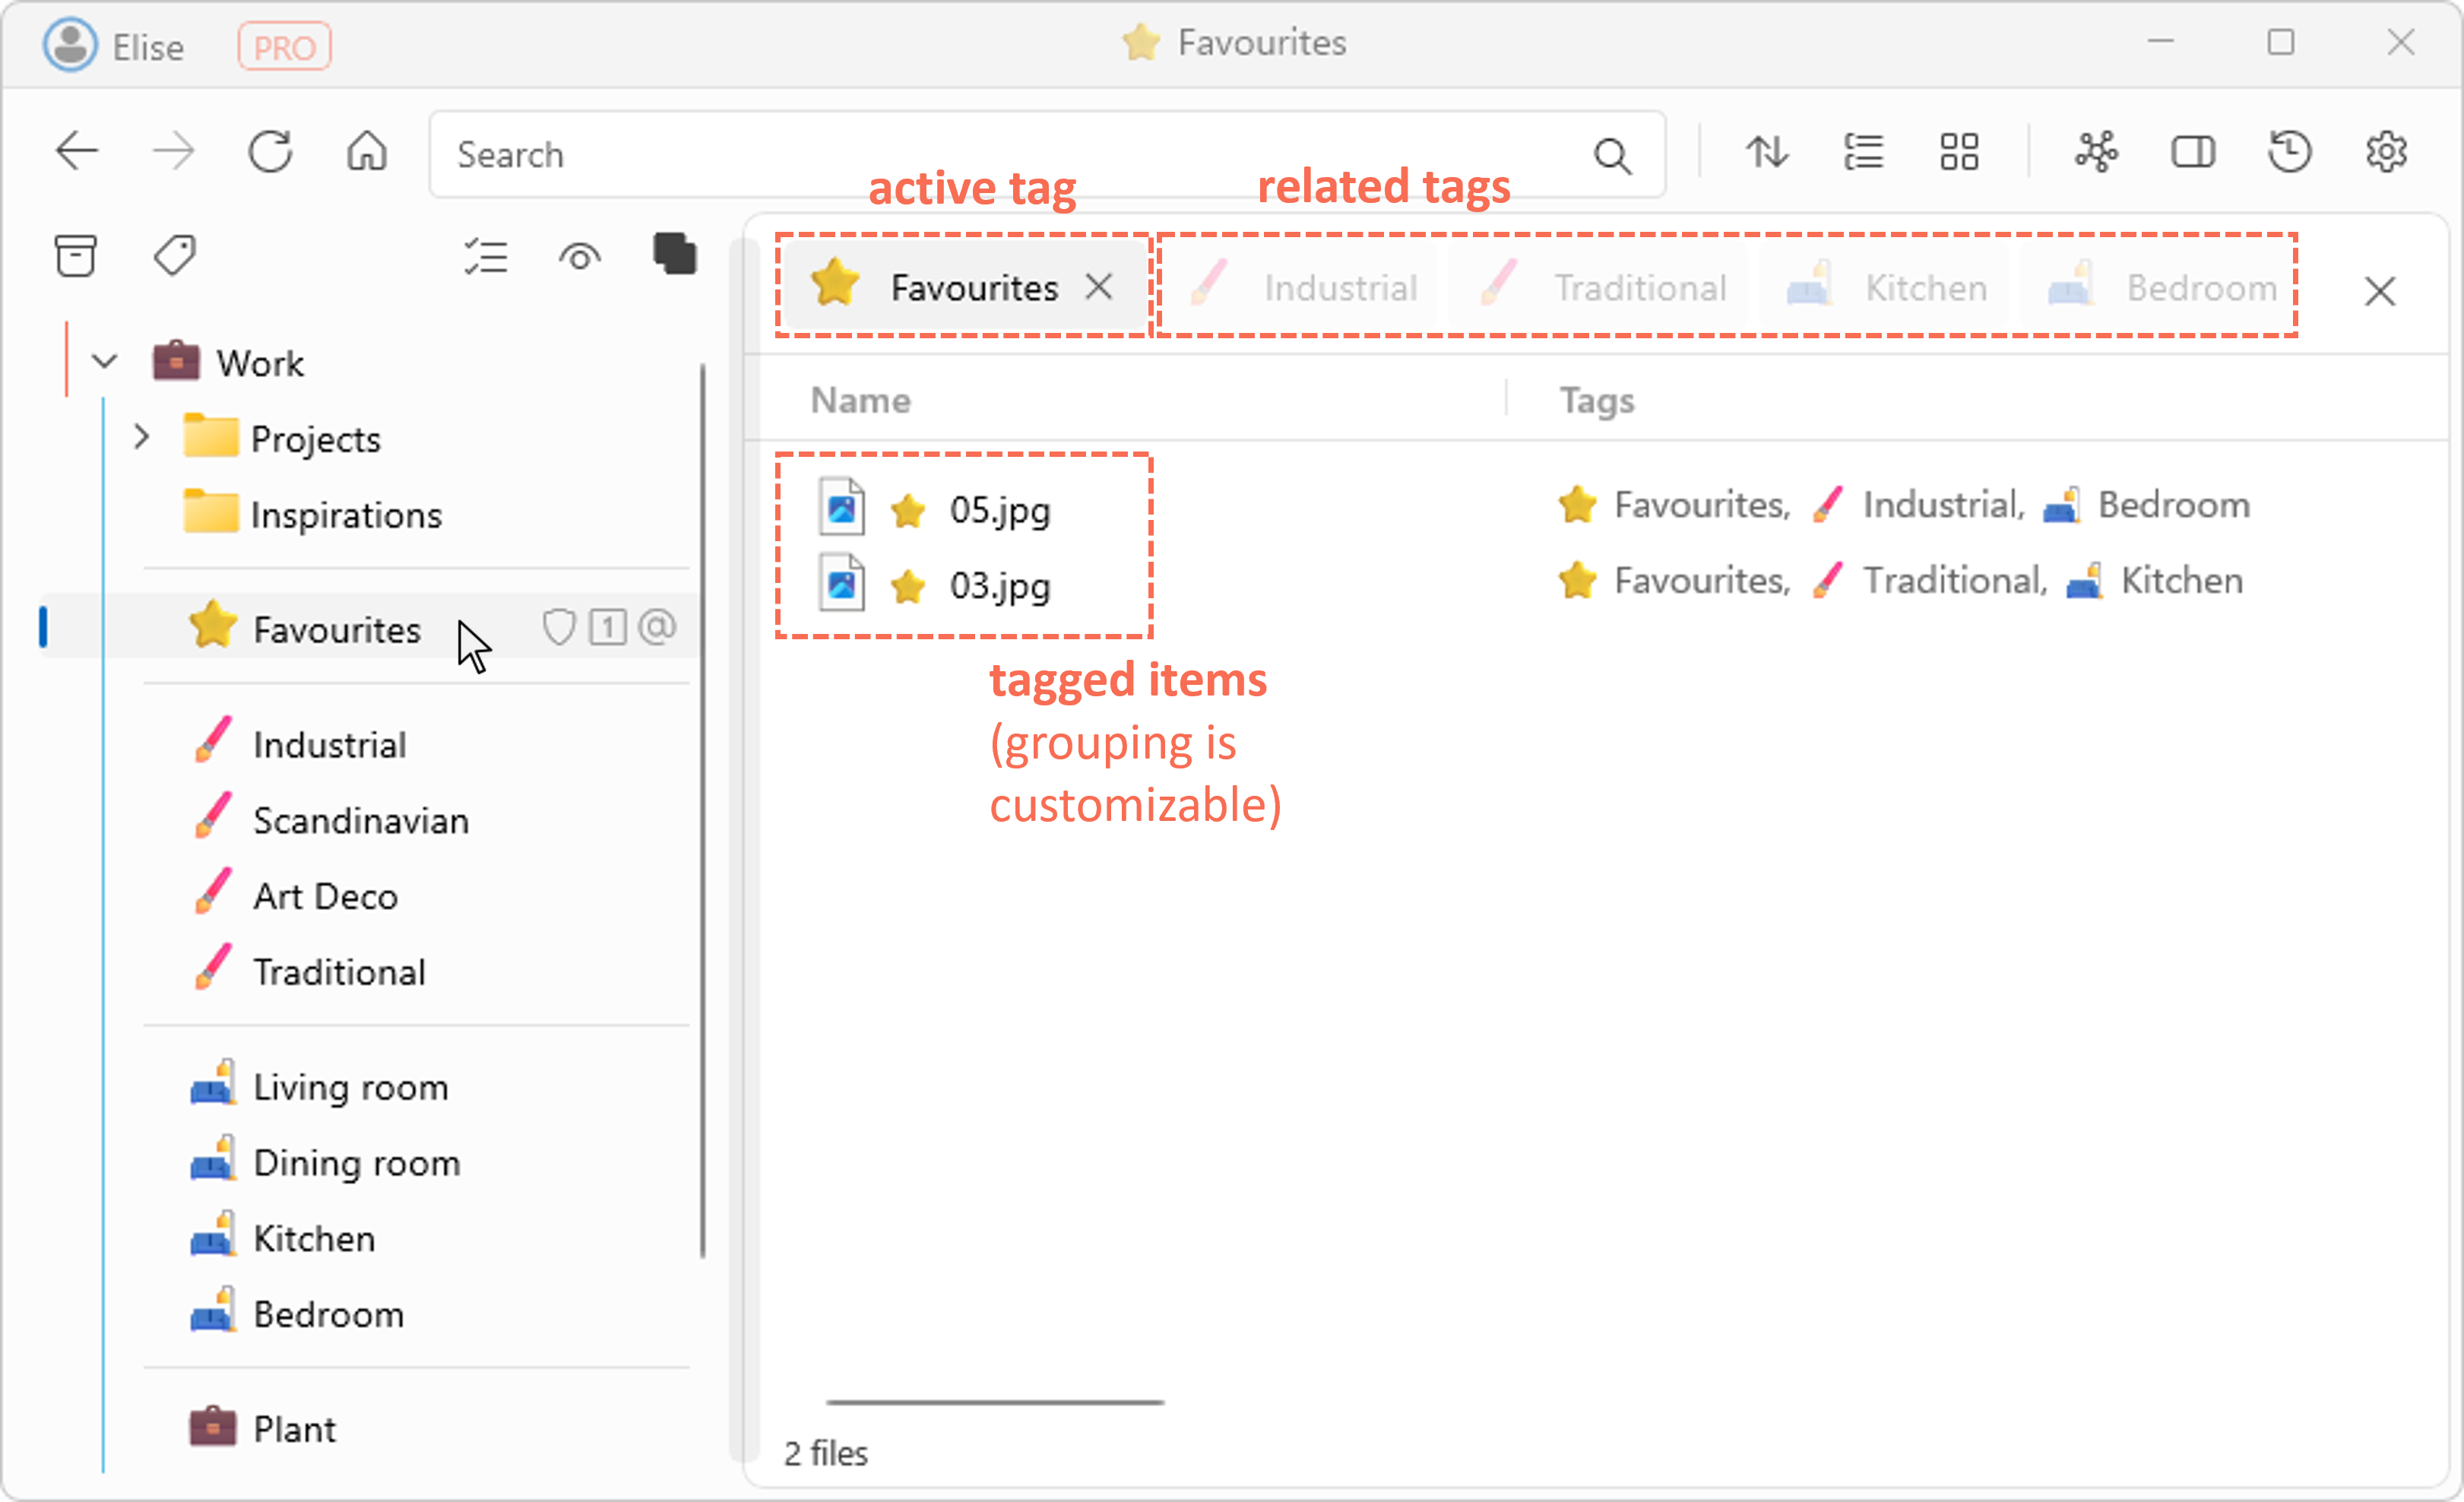 Elise PRO Favourites
Search
active tag related tags
Favourites Industrial Traditional Kitchen Bedroom
Work
Name Tags
Projects
Inspirations
05.jpg Favourites, Industrial, Bedroom
03.jpg Favourites, Traditional, Kitchen
Favourites 1 @
tagged items
(grouping is
customizable)
Industrial
Scandinavian
Art Deco
Traditional
Living room
Dining room
Kitchen
Bedroom
Plant
2 files